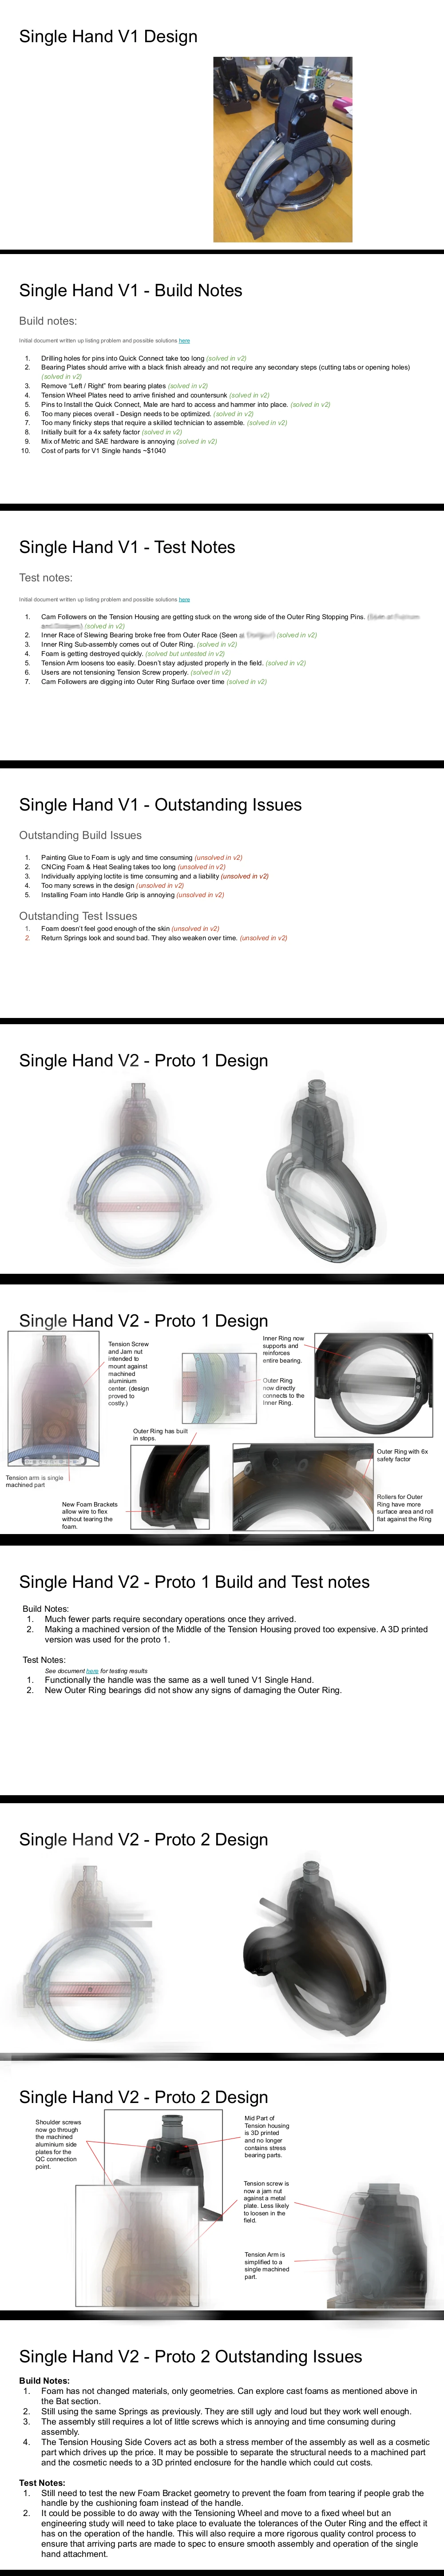 Single Hand V1 Design
Single Hand V1 - Build Notes
Build notes:
Initial document written up listing problem and possible solutions here
1. Drilling holes for pins into Quick Connect take too long (solved in v2)
2. Bearing Plates should arrive with a black finish already and not require any secondary steps (cutting tabs or opening holes)
(solved in v2)
3. Remove "Left / Right" from bearing plates (solved in v2)
4. Tension Wheel Plates need to arrive finished and countersunk (solved in v2)
5. Pins to Install the Quick Connect, Male are hard to access and hammer into place. (solved in v2)
6. Too many pieces overall - Design needs to be optimized. (solved in v2)
7. Too many finicky steps that require a skilled technician to assemble. (solved in v2)
8. Initially built for a 4x safety factor (solved in v2)
9. Mix of Metric and SAE hardware is annoying (solved in v2)
10. Cost of parts for V1 Single hands ~$1040
Single Hand V1 - Test Notes
Test notes:
Initial document written up listing problem and possible solutions here
1. Cam Followers on the Tension Housing are getting stuck on the wrong side of the Outer Ring Stopping Pins.
(solved in v2)
2. Inner Race of Slewing Bearing broke free from Outer Race (Seen (solved in v2)
3. Inner Ring Sub-assembly comes out of Outer Ring. (solved in v2)
4. Foam is getting destroyed quickly. (solved but untested in v2)
5. Tension Arm loosens too easily. Doesn't stay adjusted properly in the field. (solved in v2)
6. Users are not tensioning Tension Screw properly. (solved in v2)
7. Cam Followers are digging into Outer Ring Surface over time (solved in v2)
Single Hand V1 - Outstanding Issues
Outstanding Build Issues
1. Painting Glue to Foam is ugly and time consuming (unsolved in v2)
2. CNCing Foam & Heat Sealing takes too long (unsolved in v2)
3. Individually applying loctite is time consuming and a liability (unsolved in v2)
4. Too many screws in the design (unsolved in v2)
5. Installing Foam into Handle Grip is annoying (unsolved in v2)
Outstanding Test Issues
1. Foam doesn't feel good enough of the skin (unsolved in v2)
2. Return Springs look and sound bad. They also weaken over time. (unsolved in v2)
Single Hand V2 - Proto 1 Design
Single Hand V2 - Proto 1 Design
Tension Screw
and Jam nut
intended to
mount against
machined
aluminium
center. (design
proved to
costly.)
Inner Ring now
supports and
reinforces
entire bearing.
Outer Ring
now directly
connects to the
Inner Ring.
Outer Ring has built
in stops.
Tension arm is single
machined part
New Foam Brackets
allow wire to flex
without tearing the
foam.
Outer Ring with 6x
safety factor
Rollers for Outer
Ring have more
surface area and roll
flat against the Ring
Single Hand V2 - Proto 1 Build and Test notes
Build Notes:
1. Much fewer parts require secondary operations once they arrived.
2. Making a machined version of the Middle of the Tension Housing proved too expensive. A 3D printed
version was used for the proto 1.
Test Notes:
See document here for testing results
1. Functionally the handle was the same as a well tuned V1 Single Hand.
2. New Outer Ring bearings did not show any signs of damaging the Outer Ring.
Single Hand V2 - Proto 2 Design
Single Hand V2 - Proto 2 Design
Shoulder screws
now go through
the machined
aluminium side
plates for the
QC connection
point.
Mid Part of
Tension housing
is 3D printed
and no longer
contains stress
bearing parts.
Tension screw is
now a jam nut
against a metal
plate. Less likely
to loosen in the
field.
Tension Arm is
simplified to a
single machined
part.
Single Hand V2 - Proto 2 Outstanding Issues
Build Notes:
1. Foam has not changed materials, only geometries. Can explore cast foams as mentioned above in
the Bat section.
2. Still using the same Springs as previously. They are still ugly and loud but they work well enough.
3. The assembly still requires a lot of little screws which is annoying and time consuming during
assembly.
4. The Tension Housing Side Covers act as both a stress member of the assembly as well as a cosmetic
part which drives up the price. It may be possible to separate the structural needs to a machined part
and the cosmetics to a 3D printed enclosure for the handle which could cut costs.
Test Notes:
1. Still need to test the new Foam Bracket geometry to prevent the foam from tearing if people grab the
handle by the cushioning foam instead of the handle.
2. It could be possible to do away with the Tensioning Wheel and move to a fixed wheel but an
engineering study will need to take place to evaluate the tolerances of the Outer Ring and the effect it
has on the operation of the handle. This will also require a more rigorous quality control process to
ensure that arriving parts are made to spec to ensure smooth assembly and operation of the single
hand attachment.